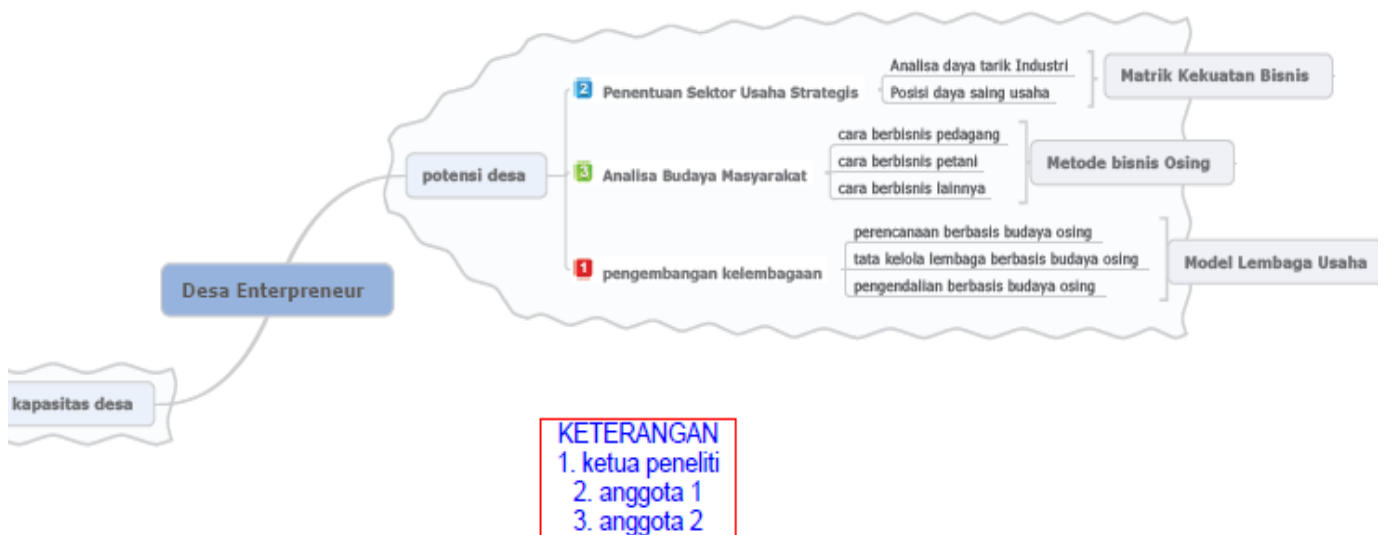 Desa Enterpreneur
potensi desa
2 Penentuan Sektor Usaha Strategis
Analisa daya tarik Industri
Posisi daya saing usaha
Matrik Kekuatan Bisnis
3 Analisa Budaya Masyarakat
cara berbisnis pedagang
cara berbisnis petani
cara berbisnis lainnya
Metode bisnis Osing
1 pengembangan kelembagaan
perencanaan berbasis budaya osing
tata kelola lembaga berbasis budaya osing
pengendalian berbasis budaya osing
Model Lembaga Usaha
kapasitas desa
KETERANGAN
1. ketua peneliti
2. anggota 1
3. anggota 2